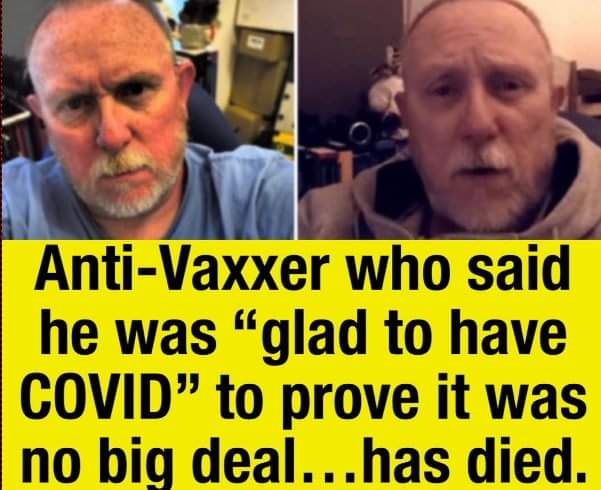 Anti-Vaxxer who said
he was “glad to have
COVID” to prove it was
no big deal...has died.